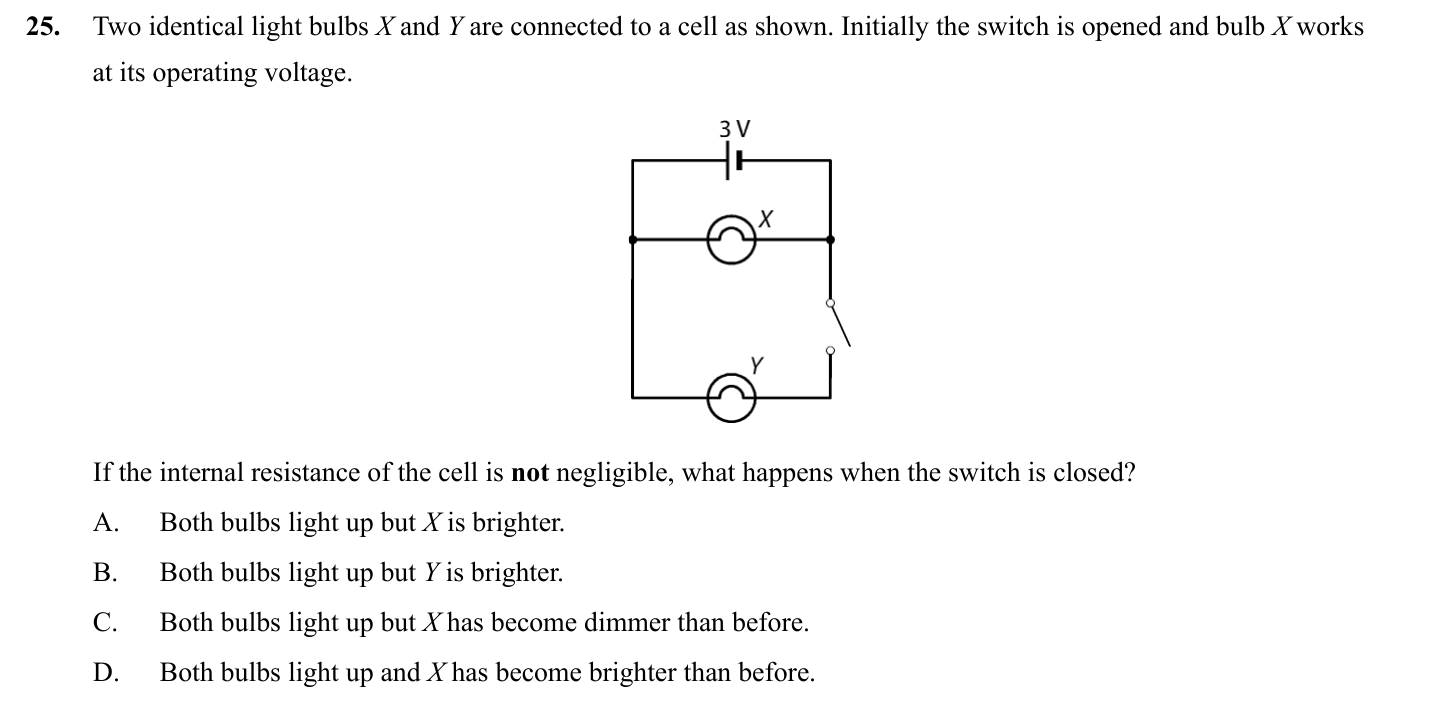 25. Two identical light bulbs X and Y are connected to a cell as shown. Initially the switch is opened and bulb X works
at its operating voltage.
3 V
X
Y
If the internal resistance of the cell is not negligible, what happens when the switch is closed?
A. Both bulbs light up but X is brighter.
B. Both bulbs light up but Y is brighter.
C. Both bulbs light up but X has become dimmer than before.
D. Both bulbs light up and X has become brighter than before.